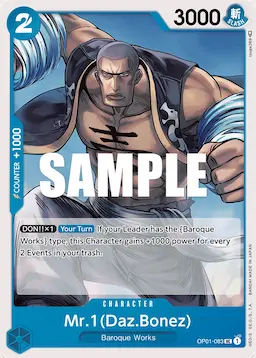 2
3000
斬
SLASH
COUNTER +1000
SAMPLE
DON!!×1 Your Turn If your Leader has the {Baroque
Works} type, this Character gains +1000 power for every
2 Events in your trash.
CHARACTER
Mr.1(Daz.Bonez)
Baroque Works
OP01-083 UC 1